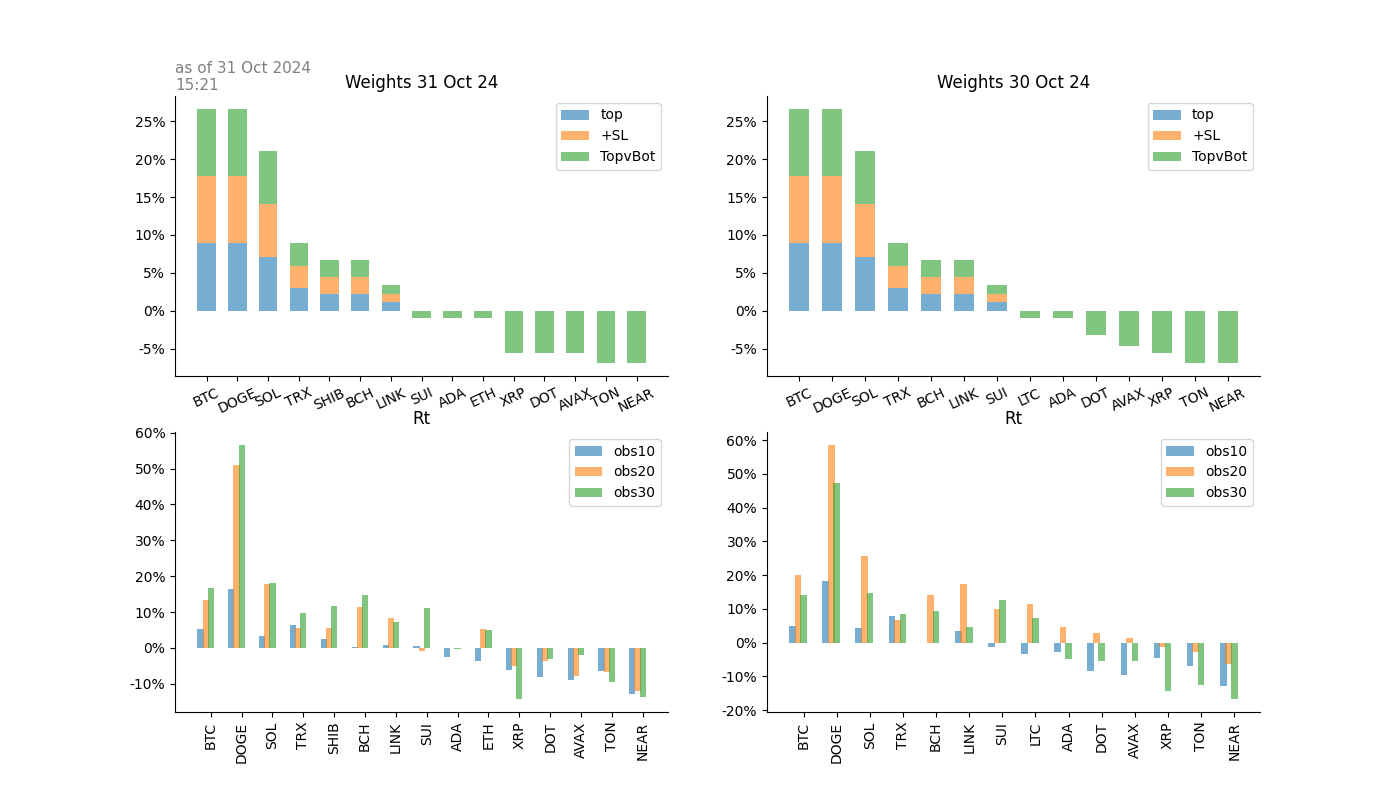 as of 31 Oct 2024
15:21
Weights 31 Oct 24
25%
20%
15%
10%
5%
0%
-5%
top
+SL
TopvBot
BTC DOGE SOL TRX SHIB BCH LINK SUI ADA ETH XRP DOT AVAX TON NEAR
Weights 30 Oct 24
25%
20%
15%
10%
5%
0%
-5%
top
+SL
TopvBot
BTC DOGE SOL TRX BCH LINK SUI LTC ADA DOT AVAX XRP TON NEAR
Rt
60%
50%
40%
30%
20%
10%
0%
-10%
obs10
obs20
obs30
BTC DOGE SOL TRX SHIB BCH LINK SUI ADA ETH XRP DOT AVAX TON NEAR
Rt
60%
50%
40%
30%
20%
10%
0%
-10%
-20%
obs10
obs20
obs30
BTC DOGE SOL TRX BCH LINK SUI LTC ADA DOT AVAX XRP TON NEAR